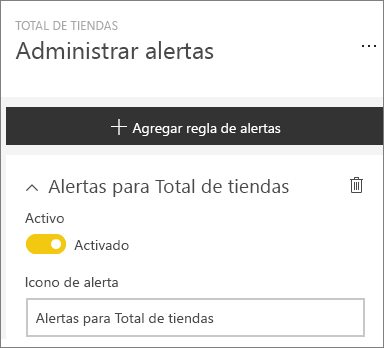 TOTAL DE TIENDAS
Administrar alertas
Agregar regla de alertas
Alertas para Total de tiendas
Activo
Activado
Icono de alerta
Alertas para Total de tiendas